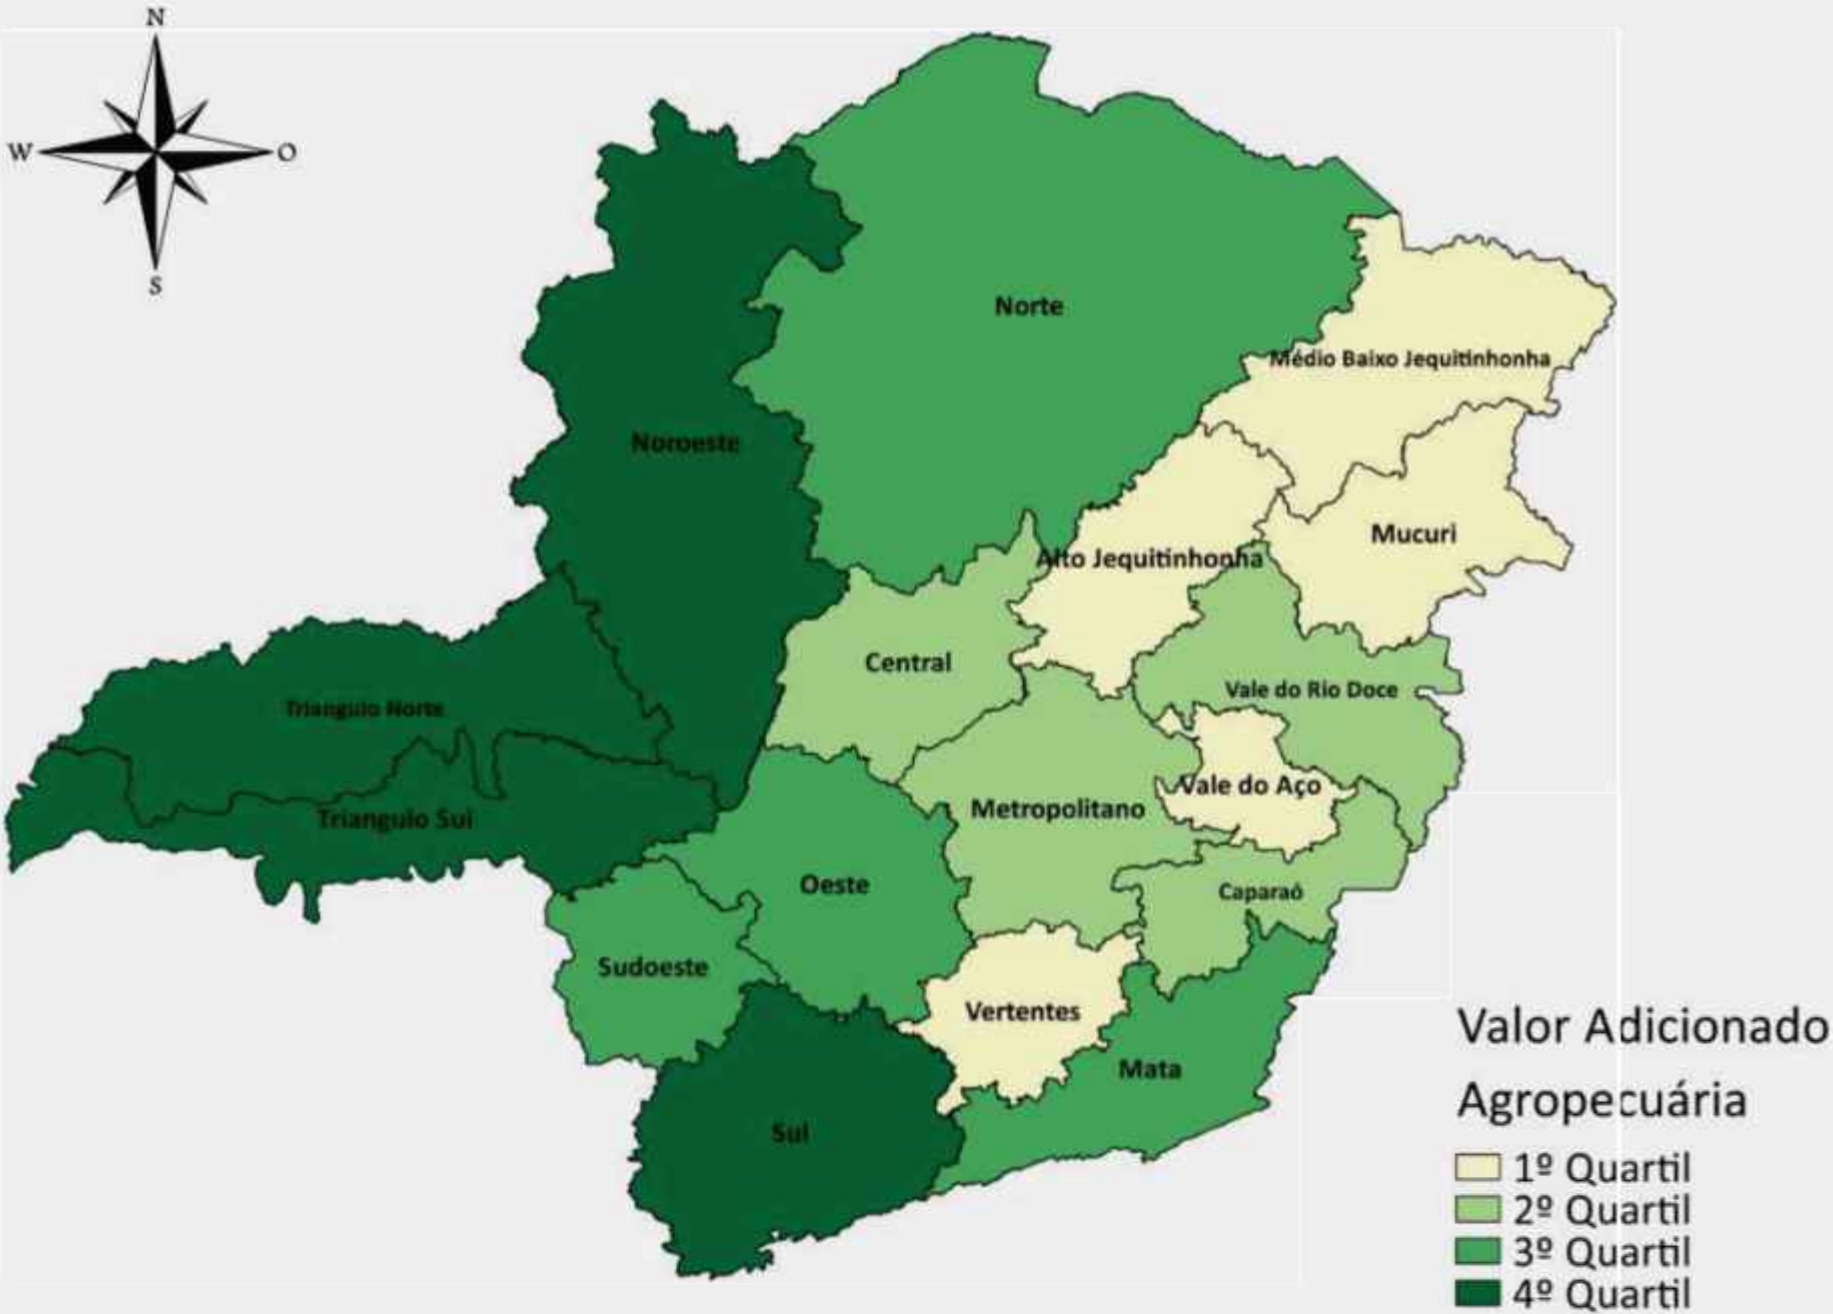 N
W
O
S
Norte
Médio Baixo Jequitinhonha
Noroeste
Mucuri
Alto Jequitinhonha
Central
Vale do Rio Doce
Triangulo Norte
Vale do Aço
Metropolitano
Triangulo Sul
Oeste
Caparaó
Sudoeste
Vertentes
Mata
Sul
Valor Adicionado
Agropecuária
1º Quartil
2º Quartil
3º Quartil
4º Quartil